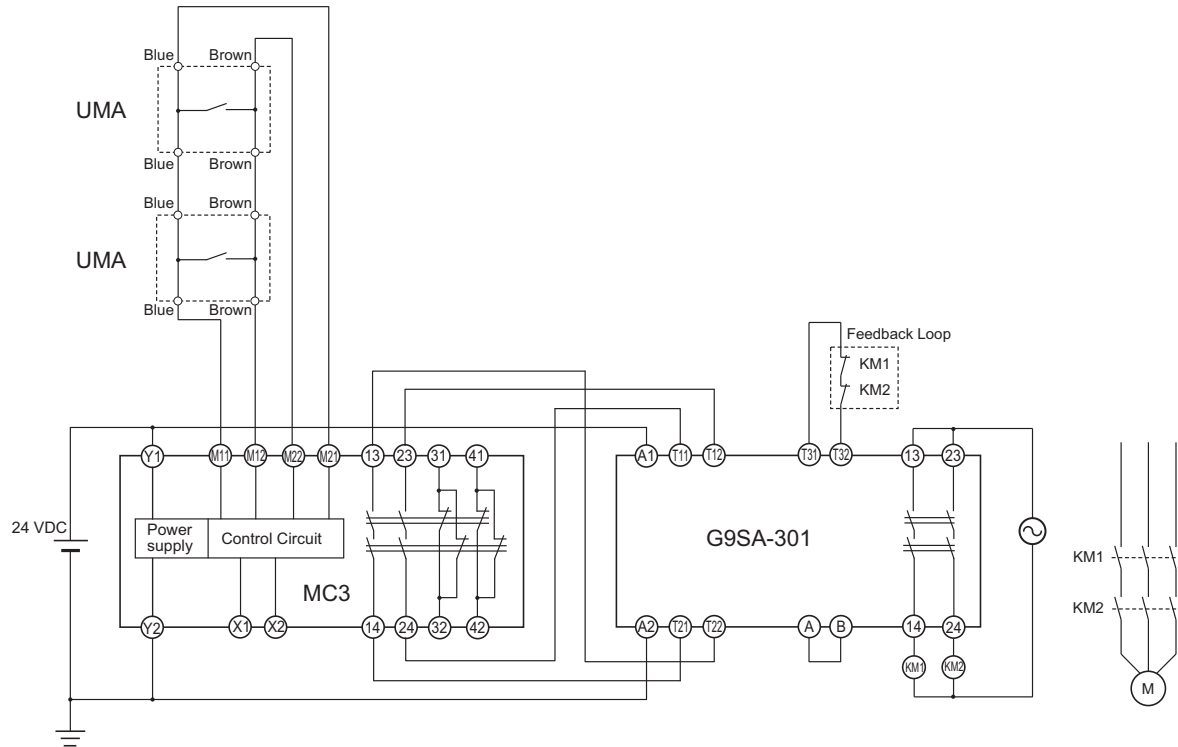 Blue Brown
UMA
Blue Brown
Blue Brown
UMA
Blue Brown
Feedback Loop
KM1
KM2
Y1 M11 M12 M22 M21 13 23 31 41
A1 T11 T12 T31 T32 13 23
24 VDC
Power supply
Control Circuit
MC3
G9SA-301
KM1
KM2
Y2 X1 X2 14 24 32 42
A2 T21 T22 A B 14 24
KM1 KM2
M